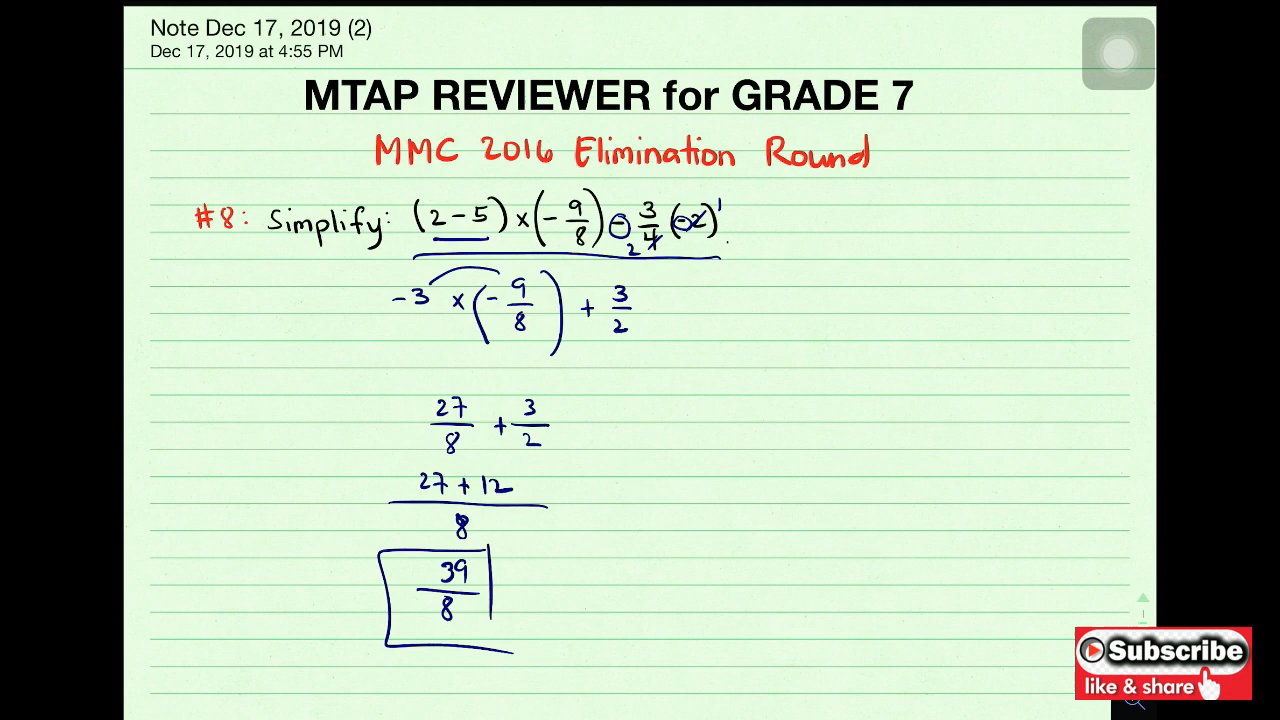 Note Dec 17, 2019 (2)
Dec 17, 2019 at 4:55 PM
MTAP REVIEWER for GRADE 7
MMC 2016 Elimination Round
#8: Simplify: (2 - 5) × (- 9/8) - 3/4 (-2) 1
2
-3 × (- 9/8) + 3/2
27/8 + 3/2
27 + 12
8
39
8
Subscribe
like & share